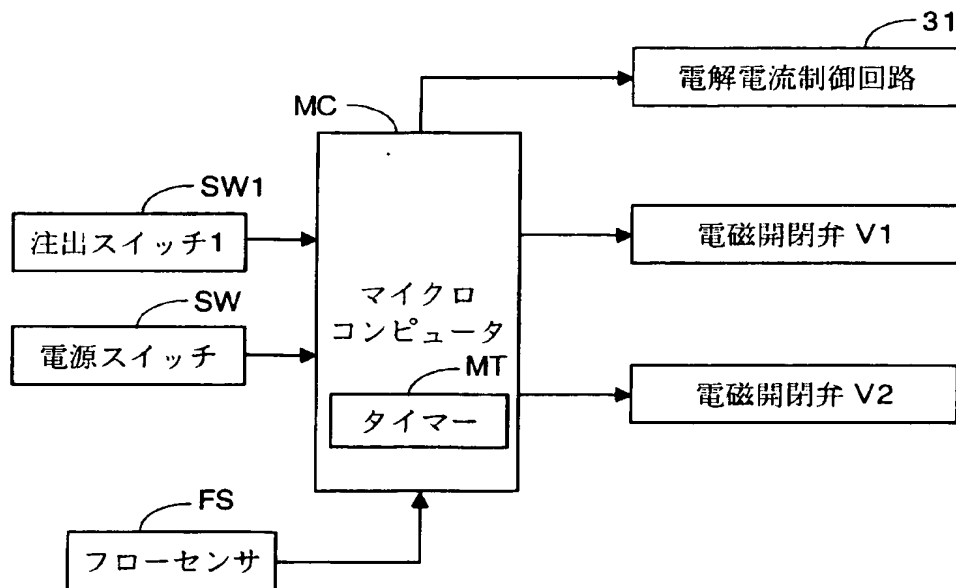 31
電解電流制御回路
MC
SW1
注出スイッチ1
電磁開閉弁 V1
SW
電源スイッチ
マイクロ
コンピュータ
MT
タイマー
電磁開閉弁 V2
FS
フローセンサ